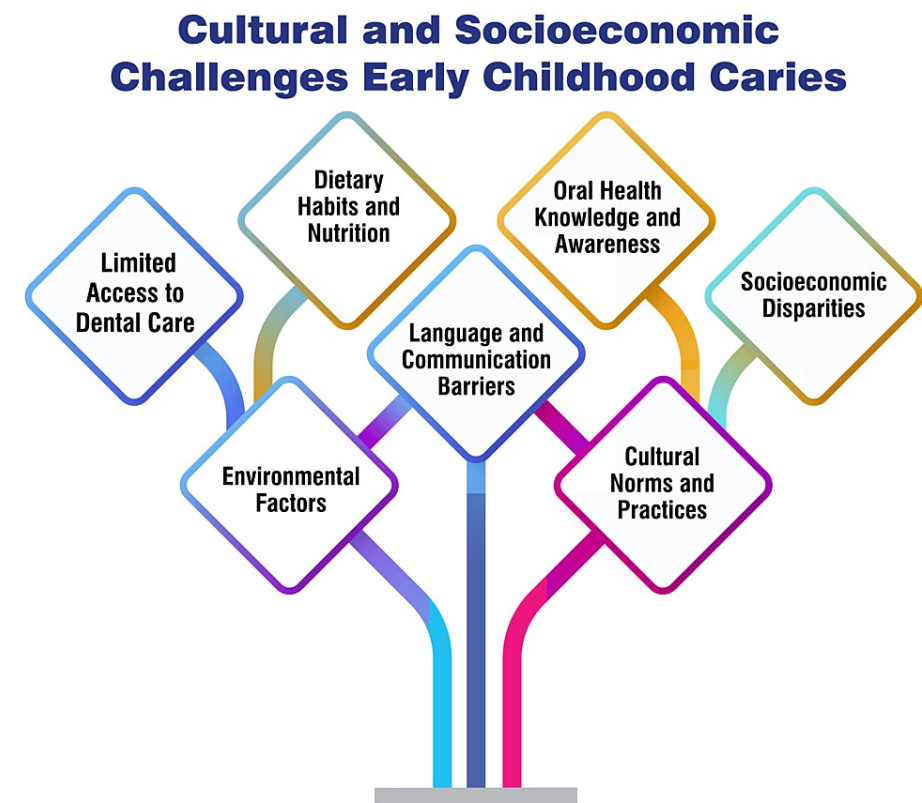 Cultural and Socioeconomic
Challenges Early Childhood Caries
Dietary
Habits and
Nutrition
Oral Health
Knowledge and
Awareness
Limited
Access to
Dental Care
Socioeconomic
Disparities
Language and
Communication
Barriers
Environmental
Factors
Cultural
Norms and
Practices